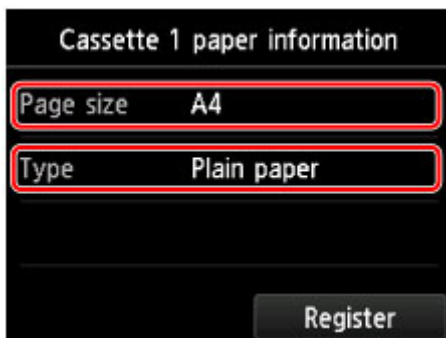 Cassette 1 paper information
Page size A4
Type Plain paper
Register